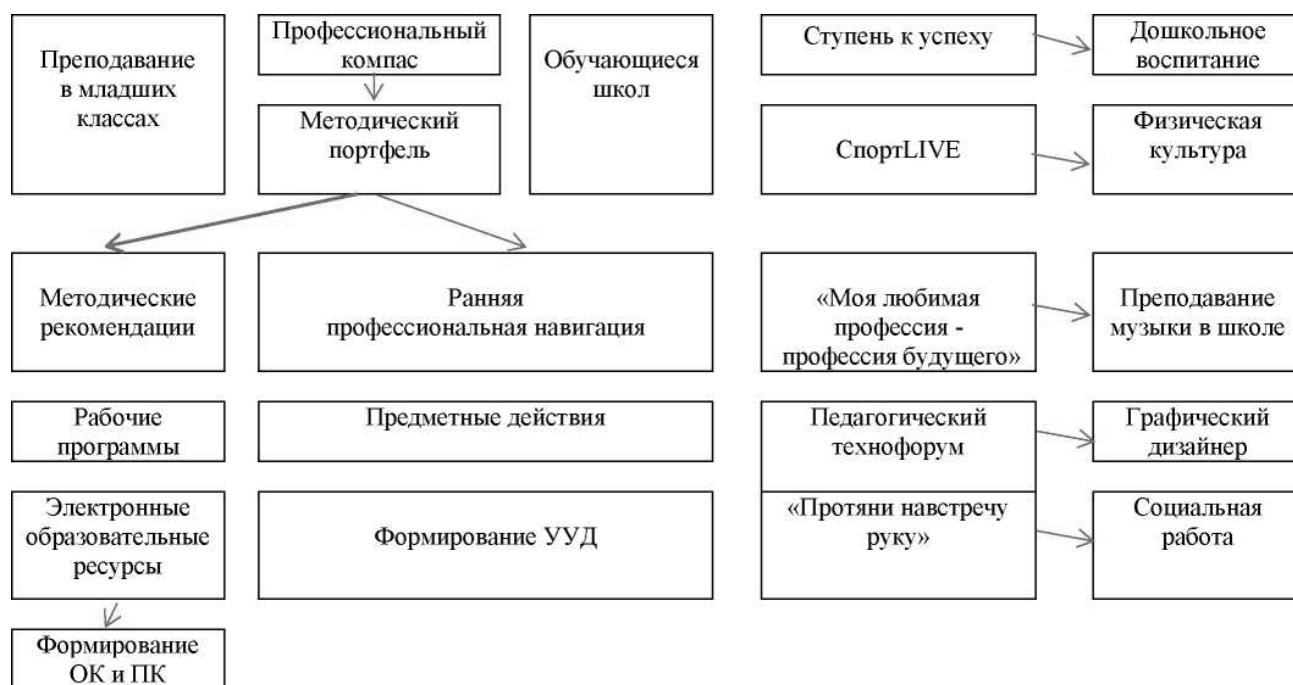 Преподавание
в младших
классах
Профессиональный
компас
Методический
портфель
Обучающиеся
школ
Ступень к успеху
Дошкольное
воспитание
СпортLIVE
Физическая
культура
Методические
рекомендации
Ранняя
профессиональная навигация
«Моя любимая
профессия -
профессия будущего»
Преподавание
музыки в школе
Рабочие
программы
Предметные действия
Педагогический
технофорум
Графический
дизайнер
Электронные
образовательные
ресурсы
Формирование УУД
«Протяни навстречу
руку»
Социальная
работа
Формирование
ОК и ПК